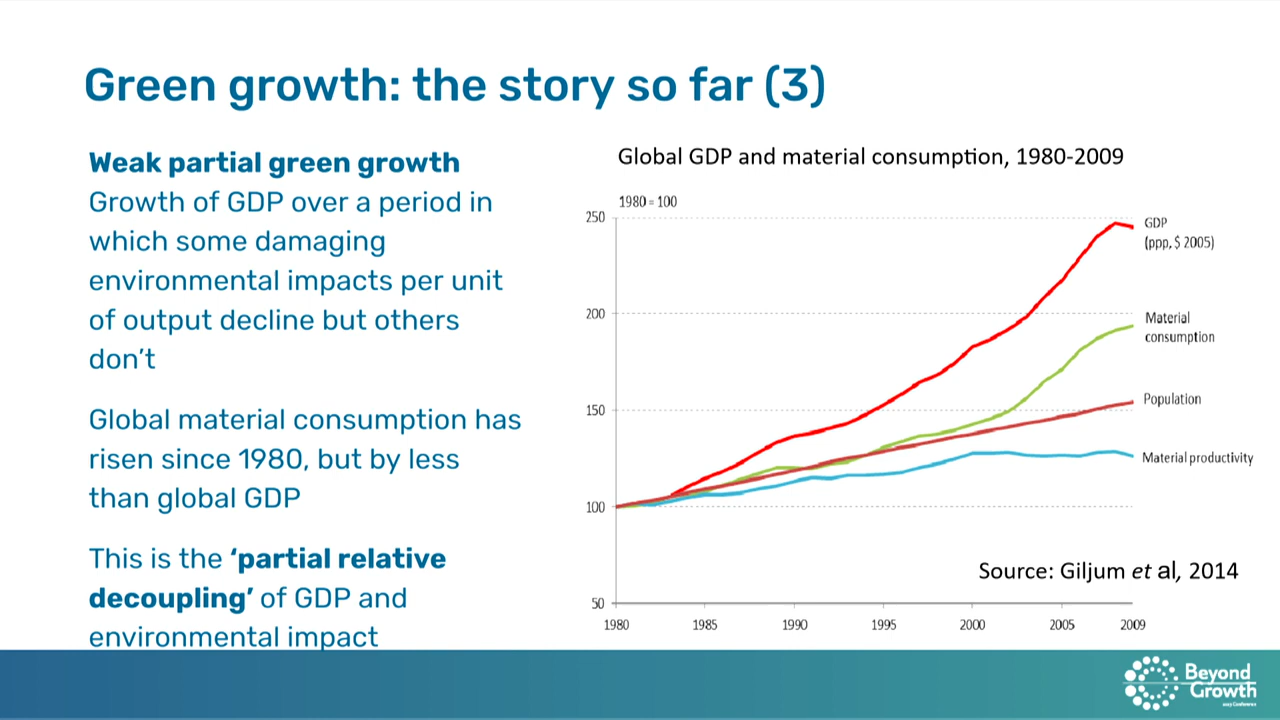 Green growth: the story so far (3)
Weak partial green growth
Growth of GDP over a period in
which some damaging
environmental impacts per unit
of output decline but others
don’t
Global material consumption has
risen since 1980, but by less
than global GDP
This is the ‘partial relative
decoupling’ of GDP and
environmental impact
Global GDP and material consumption, 1980-2009
1980 = 100
250
200
150
100
50
1980 1985 1990 1995 2000 2005 2009
GDP
(ppp, $ 2005)
Material
consumption
Population
Material productivity
Source: Giljum et al, 2014
Beyond
Growth